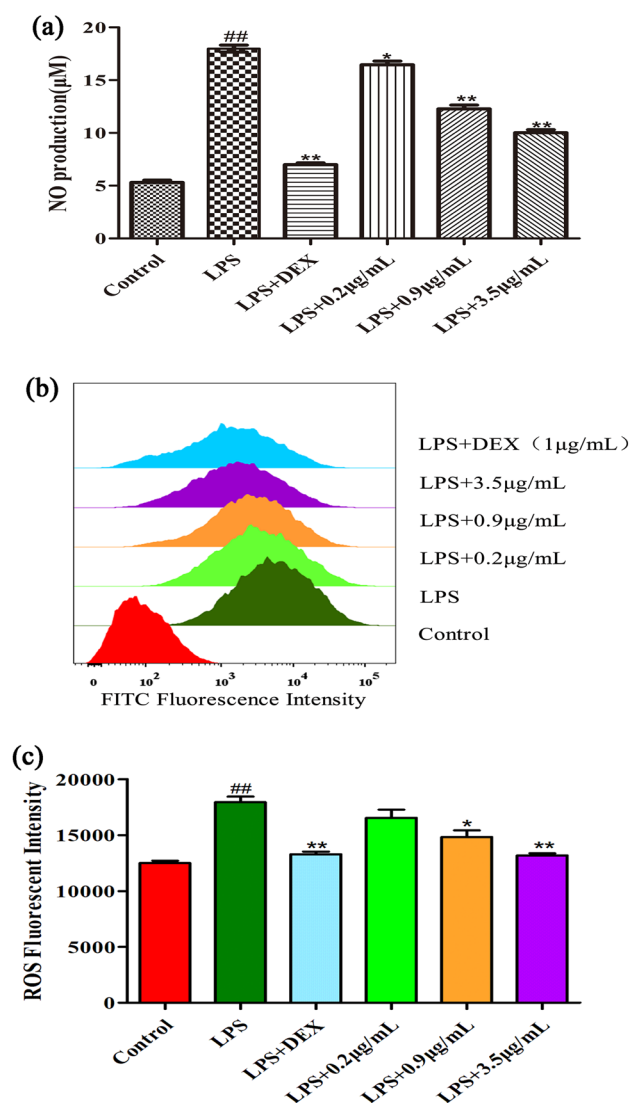 (a)
NO production(μM)
20
15
10
5
0
##
**
*
**
**
Control
LPS
LPS+DEX
LPS+0.2μg/mL
LPS+0.9μg/mL
LPS+3.5μg/mL
(b)
LPS+DEX（1μg/mL）
LPS+3.5μg/mL
LPS+0.9μg/mL
LPS+0.2μg/mL
LPS
Control
0 10² 10³ 10⁴ 10⁵
FITC Fluorescence Intensity
(c)
ROS Fluorescent Intensity
20000
15000
10000
5000
0
##
**
*
**
Control
LPS
LPS+DEX
LPS+0.2μg/mL
LPS+0.9μg/mL
LPS+3.5μg/mL